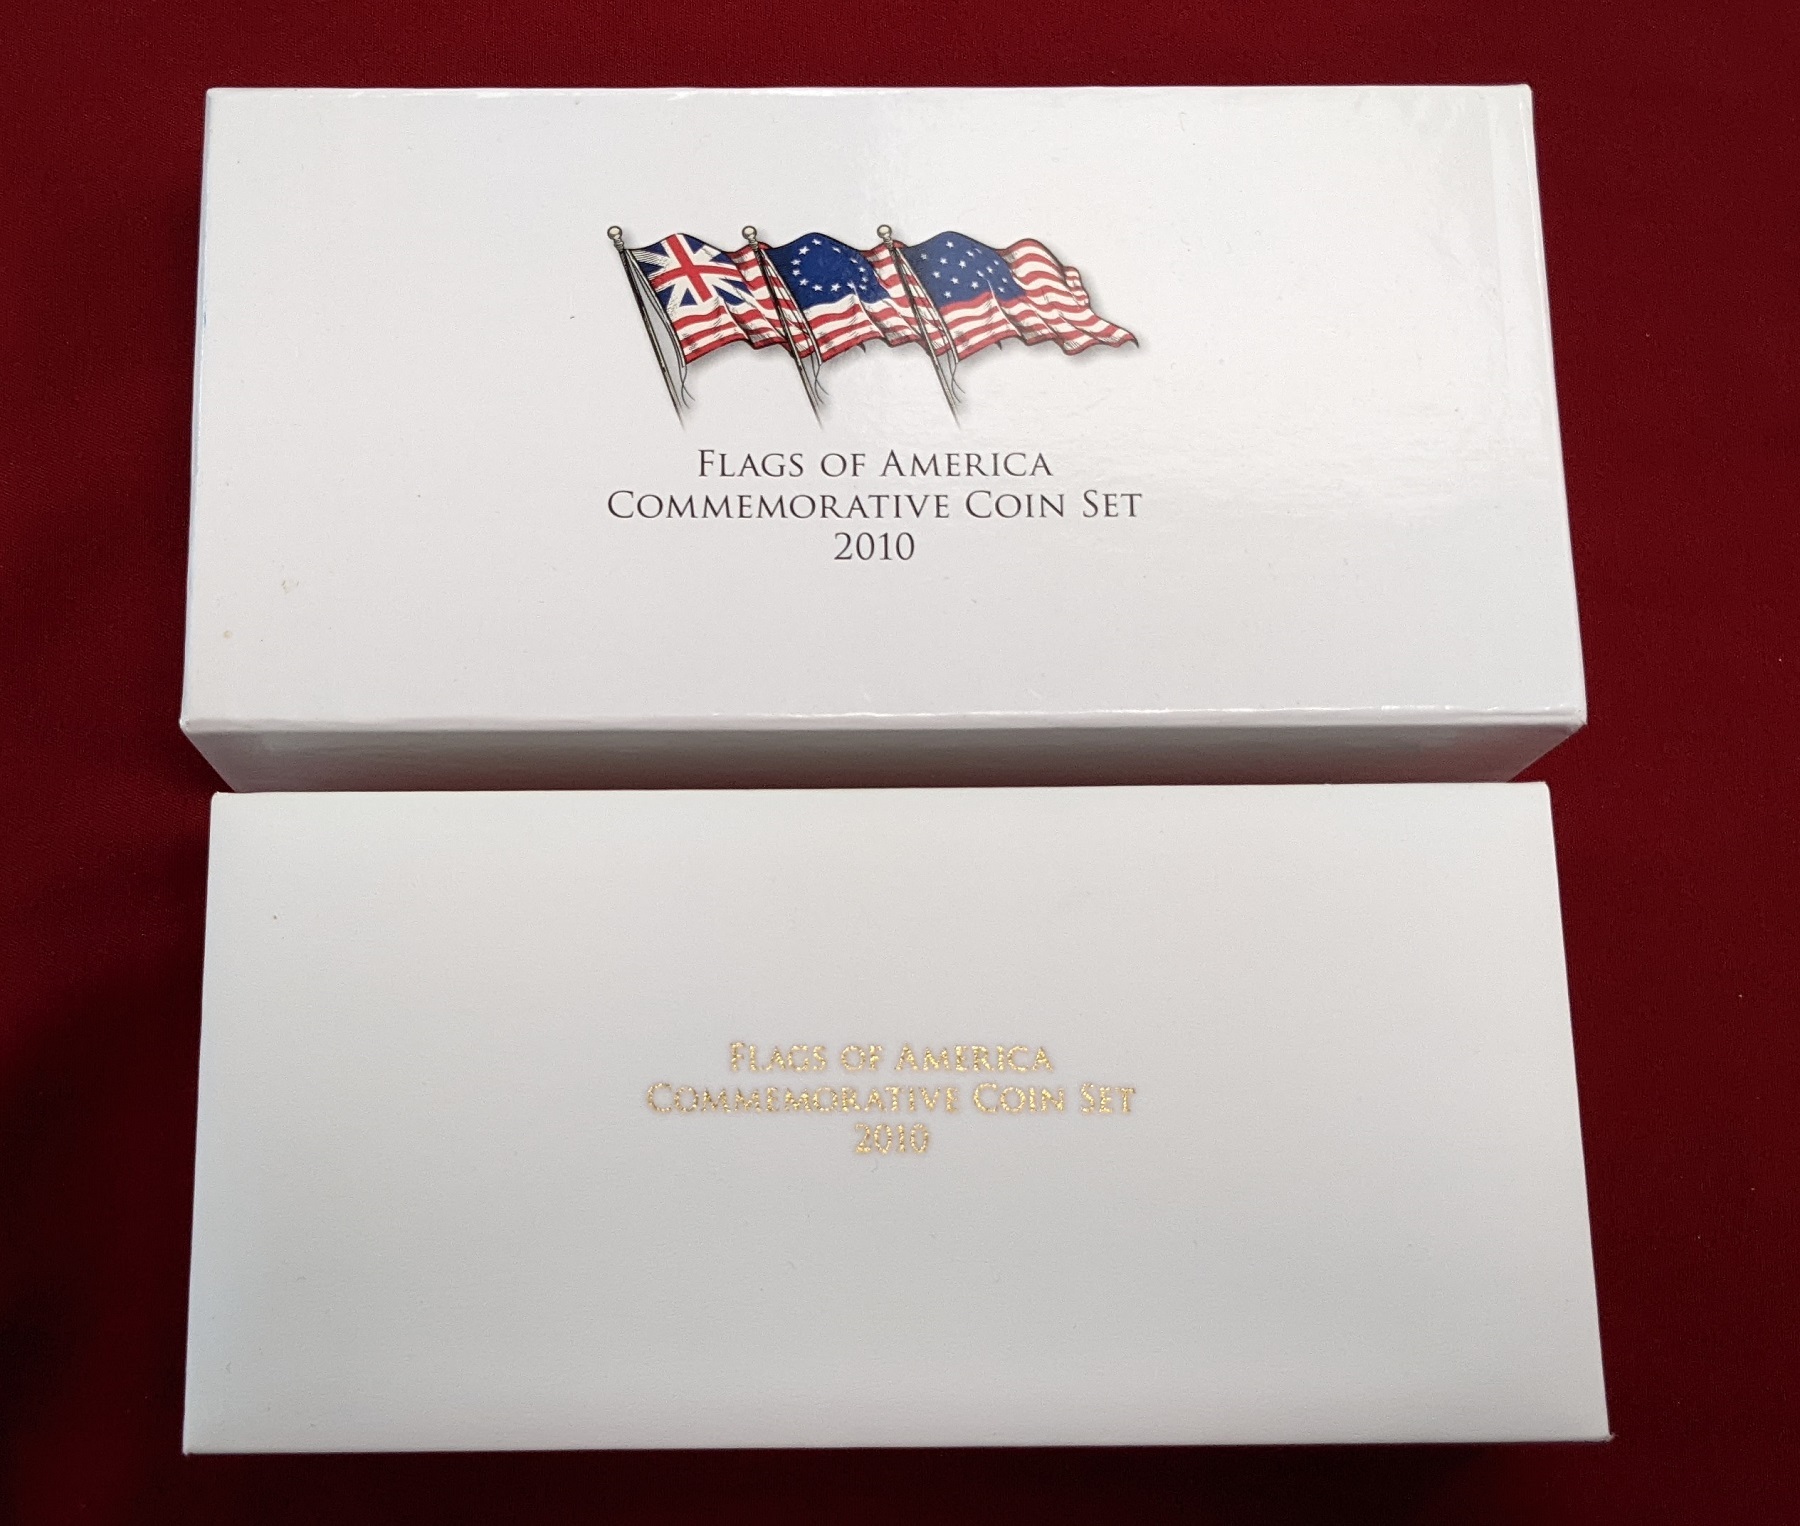 Flags of America
Commemorative Coin Set
2010
Flags of America
Commemorative Coin Set
2010